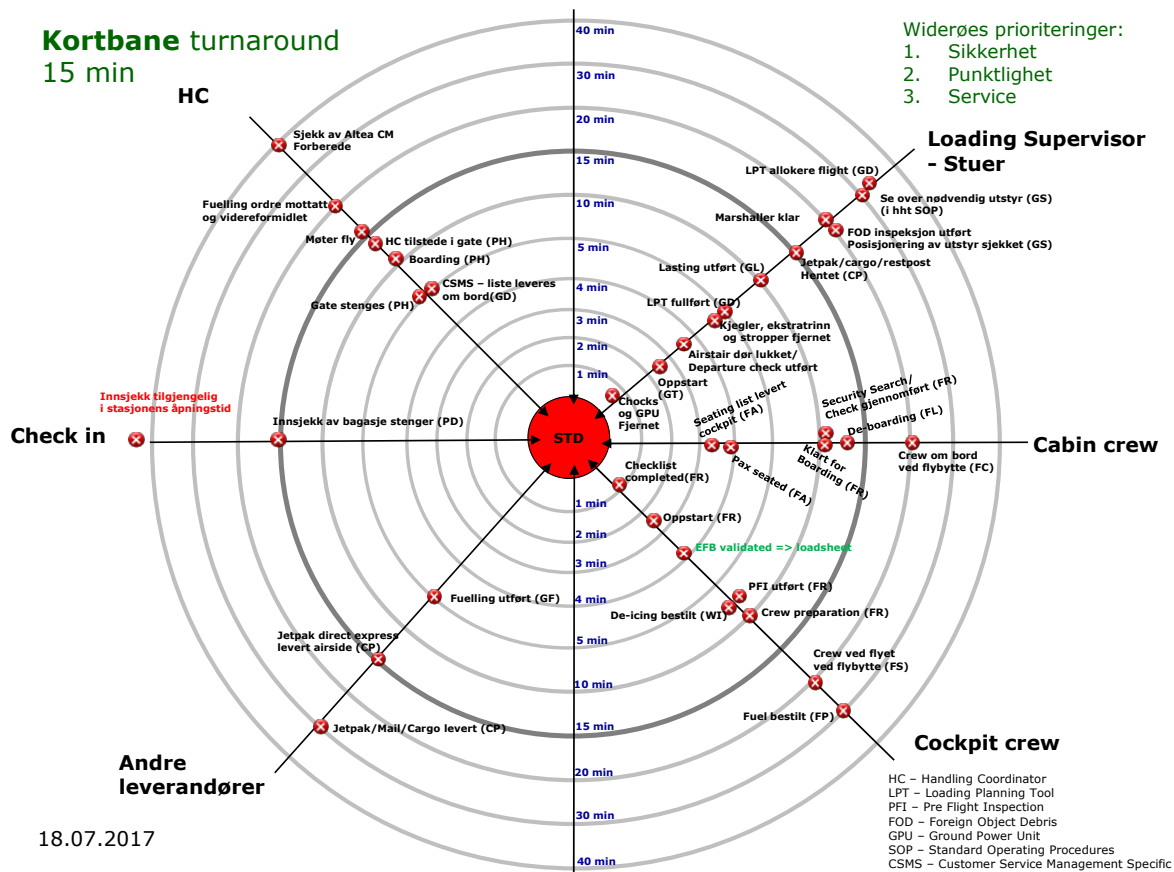 Kortbane turnaround
15 min
Widerøes prioriteringer:
1. Sikkerhet
2. Punktlighet
3. Service
HC
Sjekk av Altea CM
Forberede
Fuelling ordre mottatt
og videreformidlet
Møter fly
HC tilstede i gate (PH)
Boarding (PH)
CSMS – liste leveres
om bord(GD)
Gate stenges (PH)
40 min
30 min
20 min
15 min
10 min
5 min
4 min
3 min
2 min
1 min
Loading Supervisor
- Stuer
LPT allokere flight (GD)
Se over nødvendig utstyr (GS)
(i hht SOP)
Marshaller klar
FOD inspeksjon utført
Posisjonering av utstyr sjekket (GS)
Jetpak/cargo/restpost
Hentet (CP)
Lasting utført (GL)
LPT fullført (GD)
Kjegler, ekstratrinn
og stropper fjernet
Airstair dør lukket/
Departure check utført
Oppstart
(GT)
Chocks
og GPU
Fjernet
Innsjekk tilgjengelig
i stasjonens åpningstid
Check in
Innsjekk av bagasje stenger (PD)
STD
Seating list levert
cockpit (FA)
Pax seated (FA)
Security Search/
Check gjennomført (FR)
Klart for
Boarding (FR)
De-boarding (FL)
Crew om bord
ved flybytte (FC)
Cabin crew
Checklist
completed(FR)
Oppstart (FR)
EFB validated => loadsheet
PFI utført (FR)
De-icing bestilt (WI)
Crew preparation (FR)
Crew ved flyet
ved flybytte (FS)
Fuel bestilt (FP)
Cockpit crew
1 min
2 min
3 min
4 min
5 min
10 min
15 min
20 min
30 min
40 min
Fuelling utført (GF)
Jetpak direct express
levert airside (CP)
Jetpak/Mail/Cargo levert (CP)
Andre
leverandører
HC – Handling Coordinator
LPT – Loading Planning Tool
PFI – Pre Flight Inspection
FOD – Foreign Object Debris
GPU – Ground Power Unit
SOP – Standard Operating Procedures
CSMS – Customer Service Management Specific
18.07.2017